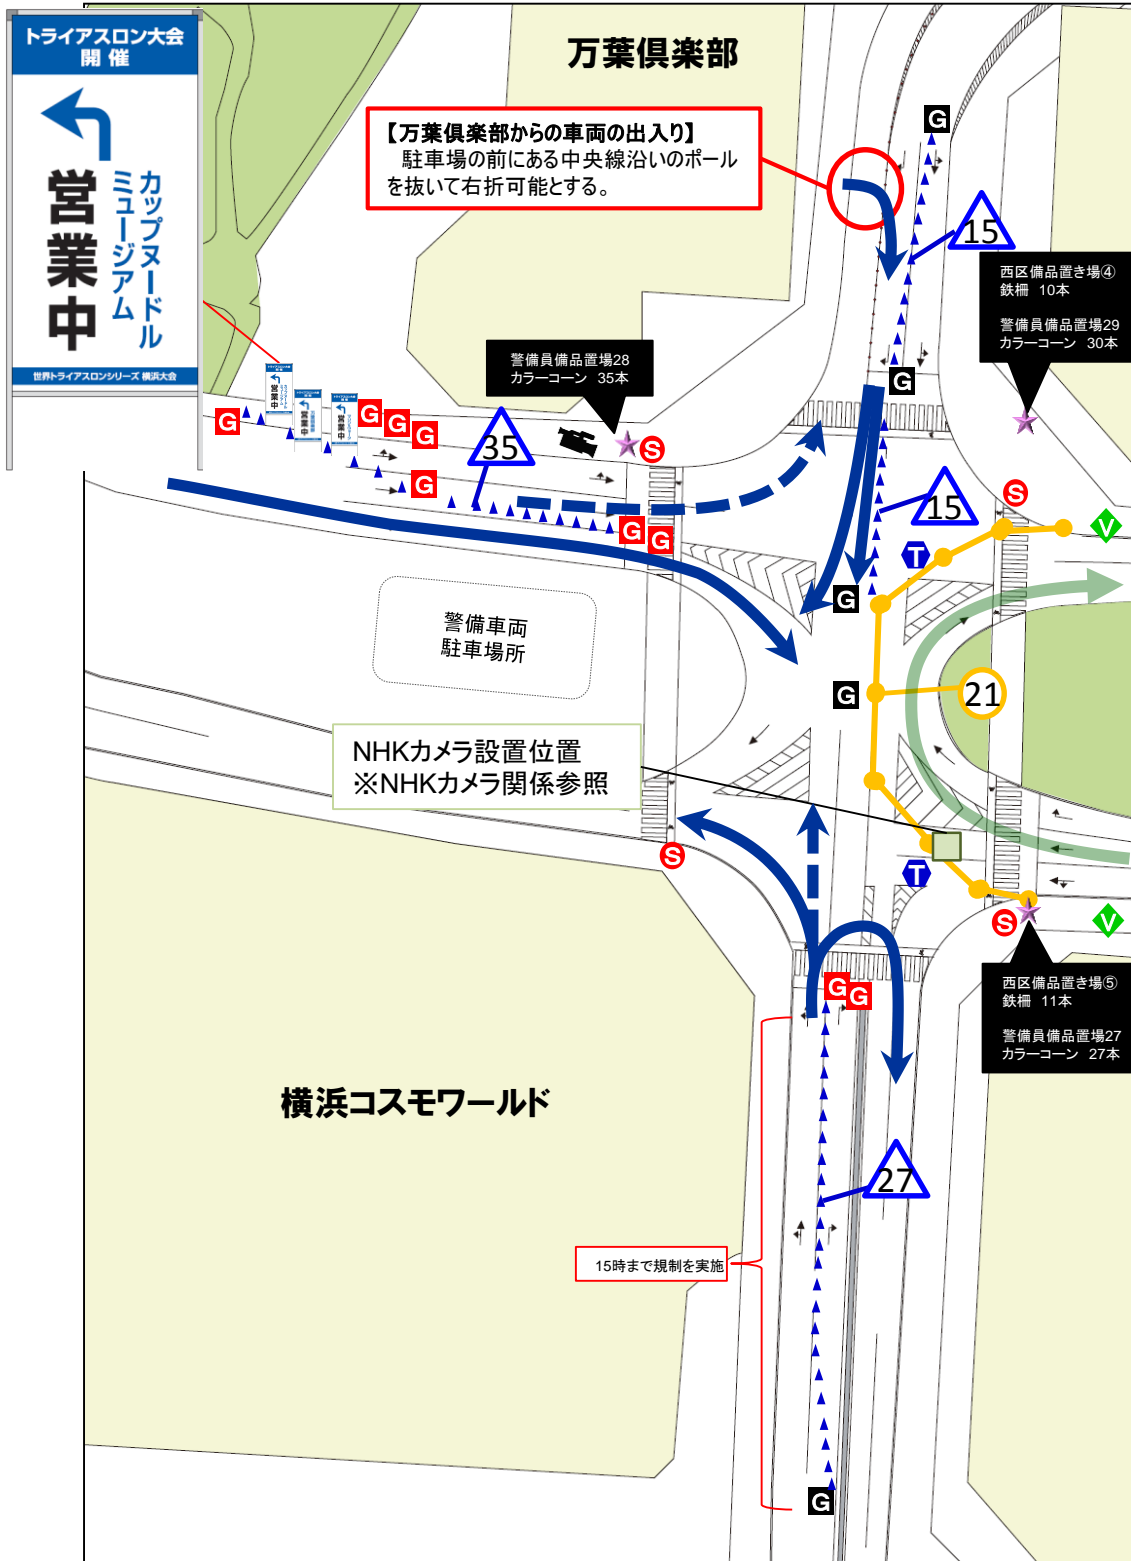 トライアスロン大会
開催
カップヌードル
ミュージアム
営業中
世界トライアスロンシリーズ 横浜大会
万葉倶楽部
【万葉倶楽部からの車両の出入り】
駐車場の前にある中央線沿いのポール
を抜いて右折可能とする。
G
15
西区備品置き場④
鉄柵 10本
警備員備品置場29
カラーコーン 30本
警備員備品置場28
カラーコーン 35本
G
営業中
営業中
営業中
G
G
G
G
G
35
S
G
G
15
S
V
T
G
警備車両
駐車場所
G
21
NHKカメラ設置位置
※NHKカメラ関係参照
S
T
S
V
西区備品置き場⑤
鉄柵 11本
警備員備品置場27
カラーコーン 27本
G
G
横浜コスモワールド
27
15時まで規制を実施
G